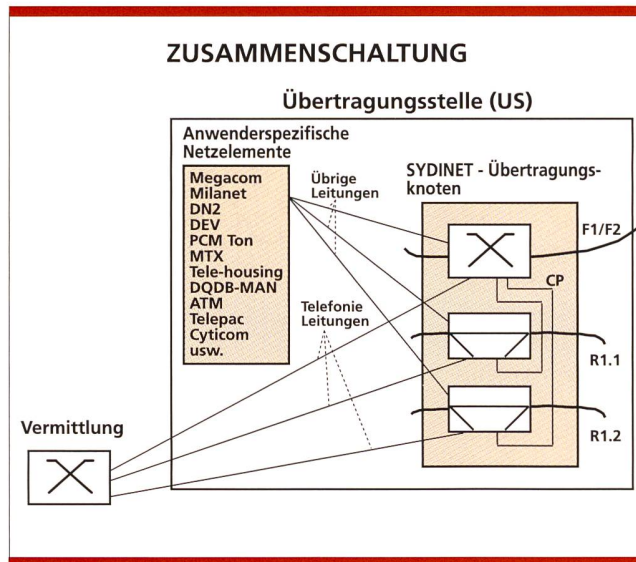 ZUSAMMENSCHALTUNG
Übertragungsstelle (US)
Anwenderspezifische
Netzelemente
Megacom
Milanet
DN2
DEV
PCM Ton
MTX
Tele-housing
DQDB-MAN
ATM
Telepac
Cyticom
usw.
Übrige
Leitungen
SYDINET - Übertragungs-
knoten
F1/F2
CP
Telefonie
Leitungen
R1.1
R1.2
Vermittlung